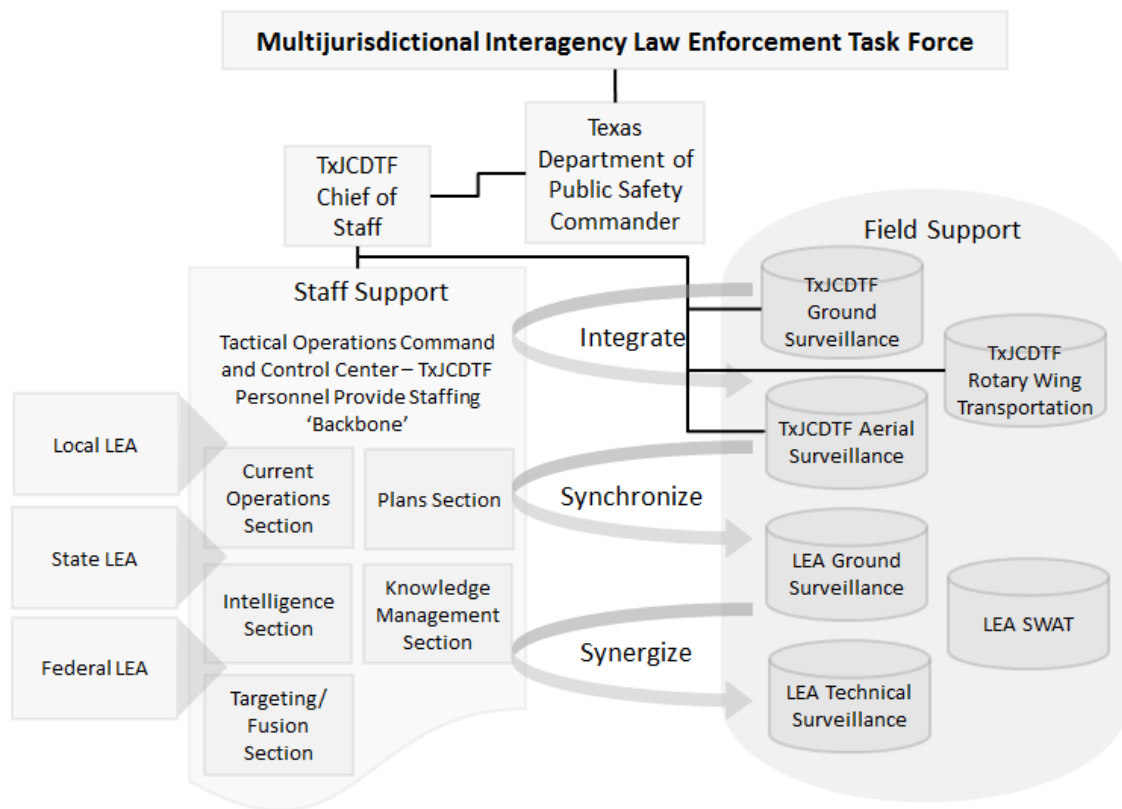 Multijurisdictional Interagency Law Enforcement Task Force
Texas
Department of
Public Safety
Commander
TxJCDTF
Chief of
Staff
Field Support
Staff Support
Tactical Operations Command
and Control Center – TxJCDTF
Personnel Provide Staffing
‘Backbone’
Local LEA
State LEA
Federal LEA
Current
Operations
Section
Plans Section
Intelligence
Section
Knowledge
Management
Section
Targeting/
Fusion
Section
Integrate
Synchronize
Synergize
TxJCDTF
Ground
Surveillance
TxJCDTF
Rotary Wing
Transportation
TxJCDTF Aerial
Surveillance
LEA Ground
Surveillance
LEA SWAT
LEA Technical
Surveillance